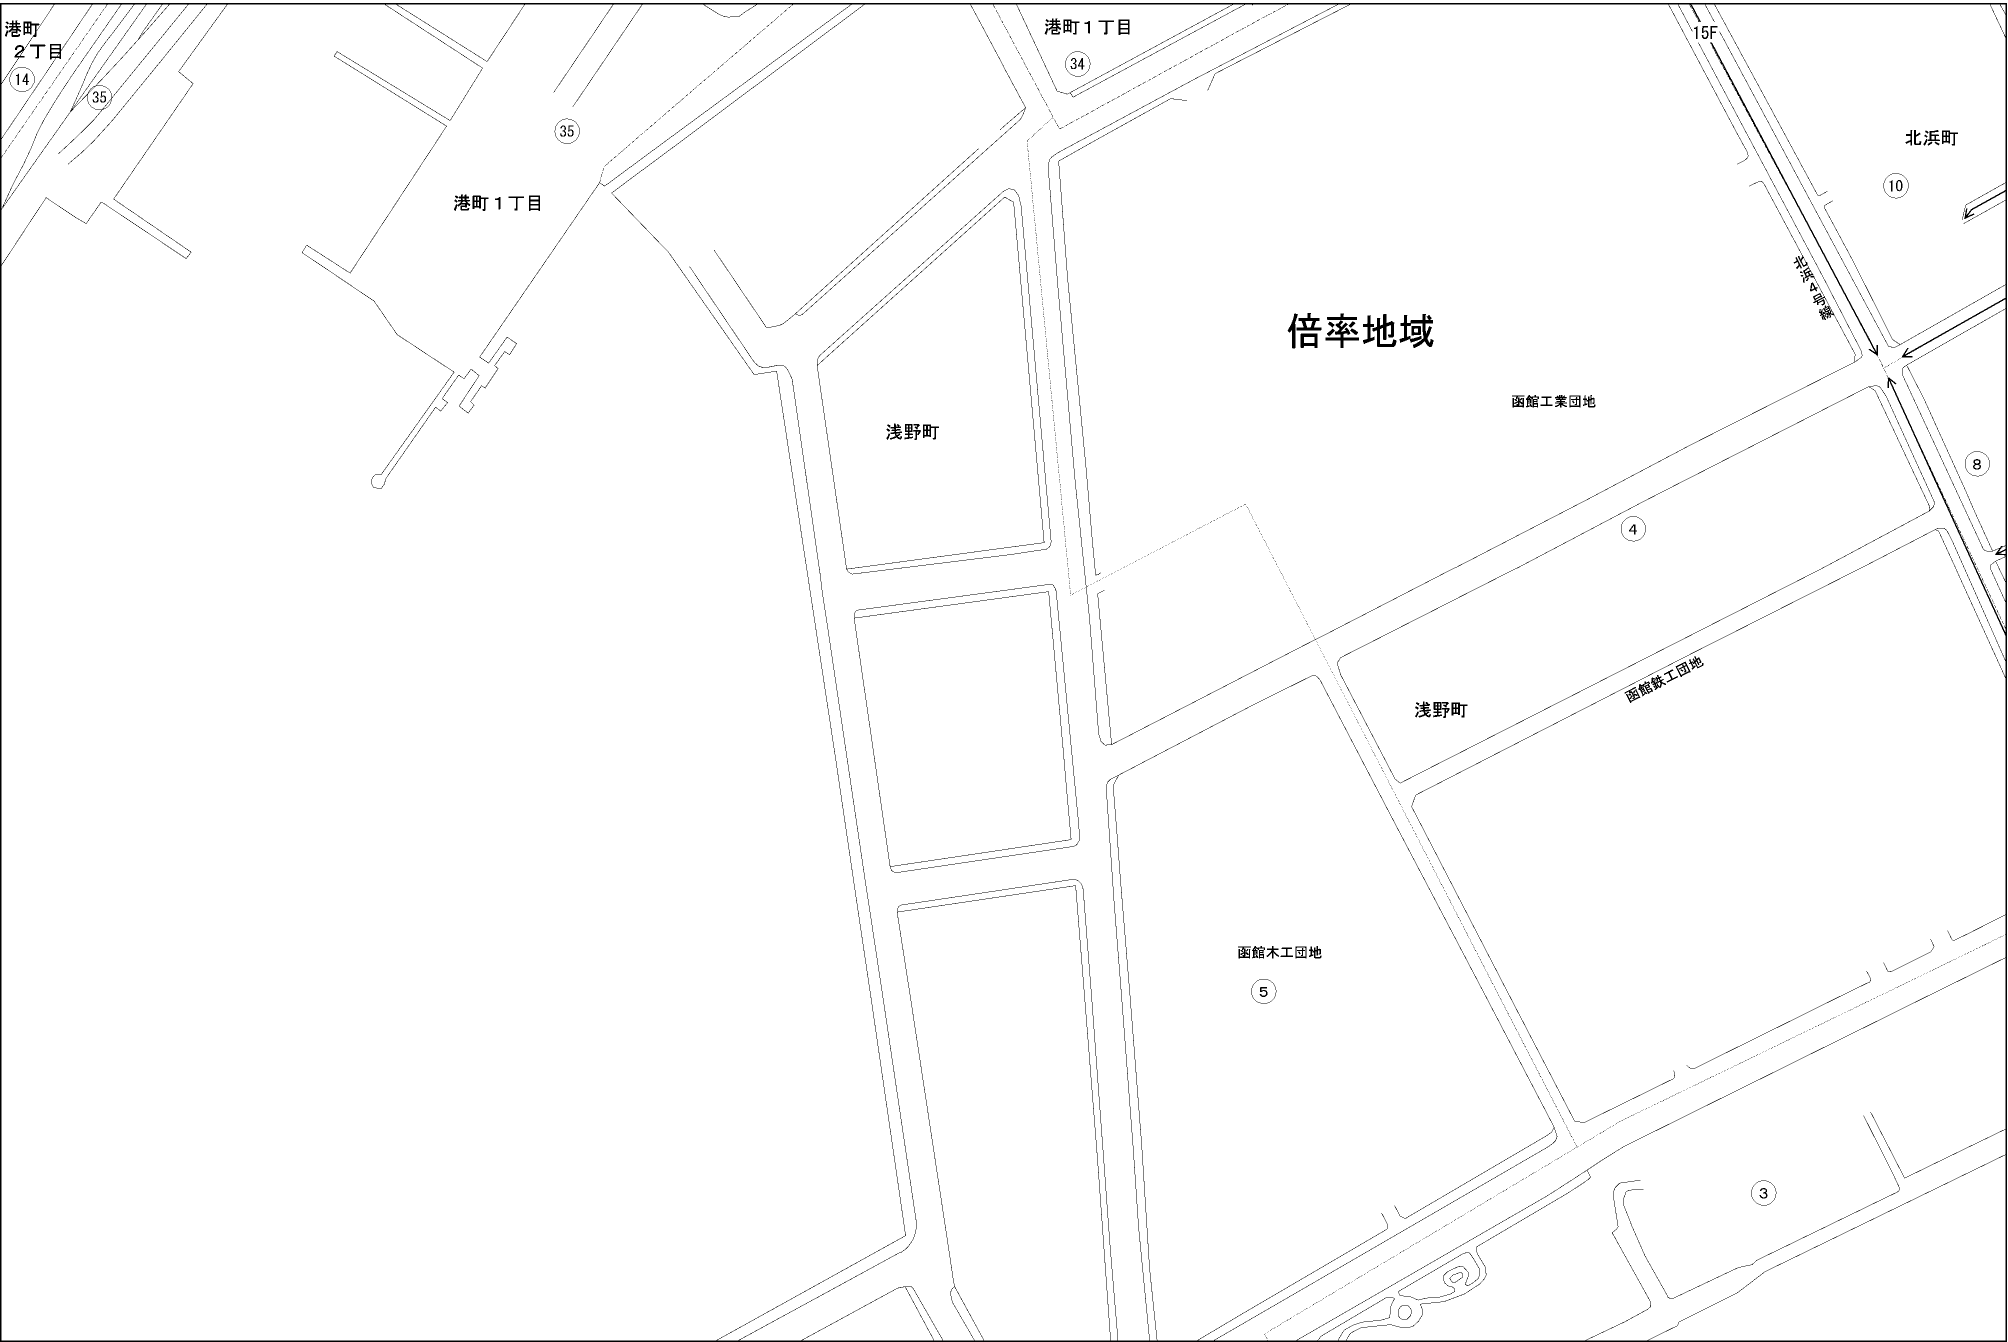 港町
２丁目
14
35
港町１丁目
34
15F
35
北浜町
10
港町１丁目
北浜４号線
倍率地域
函館工業団地
浅野町
8
4
函館鉄工団地
浅野町
函館木工団地
5
3